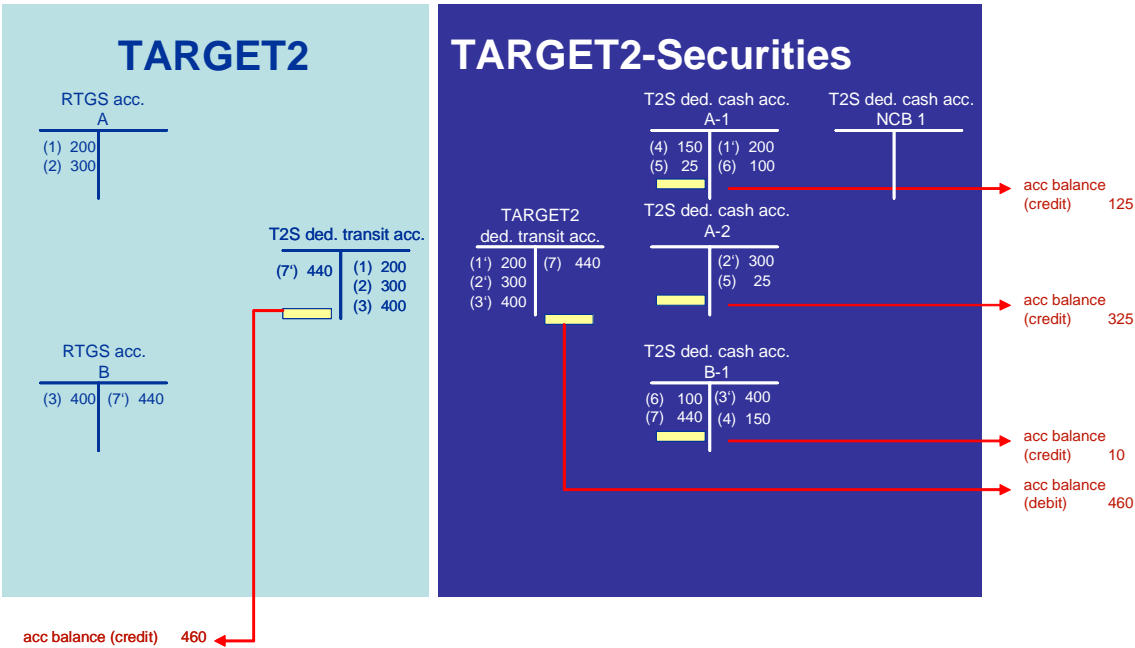 TARGET2
RTGS acc.
A
(1) 200
(2) 300
T2S ded. transit acc.
(7‘) 440 (1) 200
(2) 300
(3) 400
RTGS acc.
B
(3) 400 (7‘) 440
acc balance (credit) 460
TARGET2-Securities
TARGET2
ded. transit acc.
(1‘) 200 (7) 440
(2‘) 300
(3‘) 400
T2S ded. cash acc.
A-1
(4) 150 (1‘) 200
(5) 25 (6) 100
T2S ded. cash acc.
NCB 1
T2S ded. cash acc.
A-2
(2‘) 300
(5) 25
T2S ded. cash acc.
B-1
(6) 100 (3‘) 400
(7) 440 (4) 150
acc balance
(credit) 125
acc balance
(credit) 325
acc balance
(credit) 10
acc balance
(debit) 460